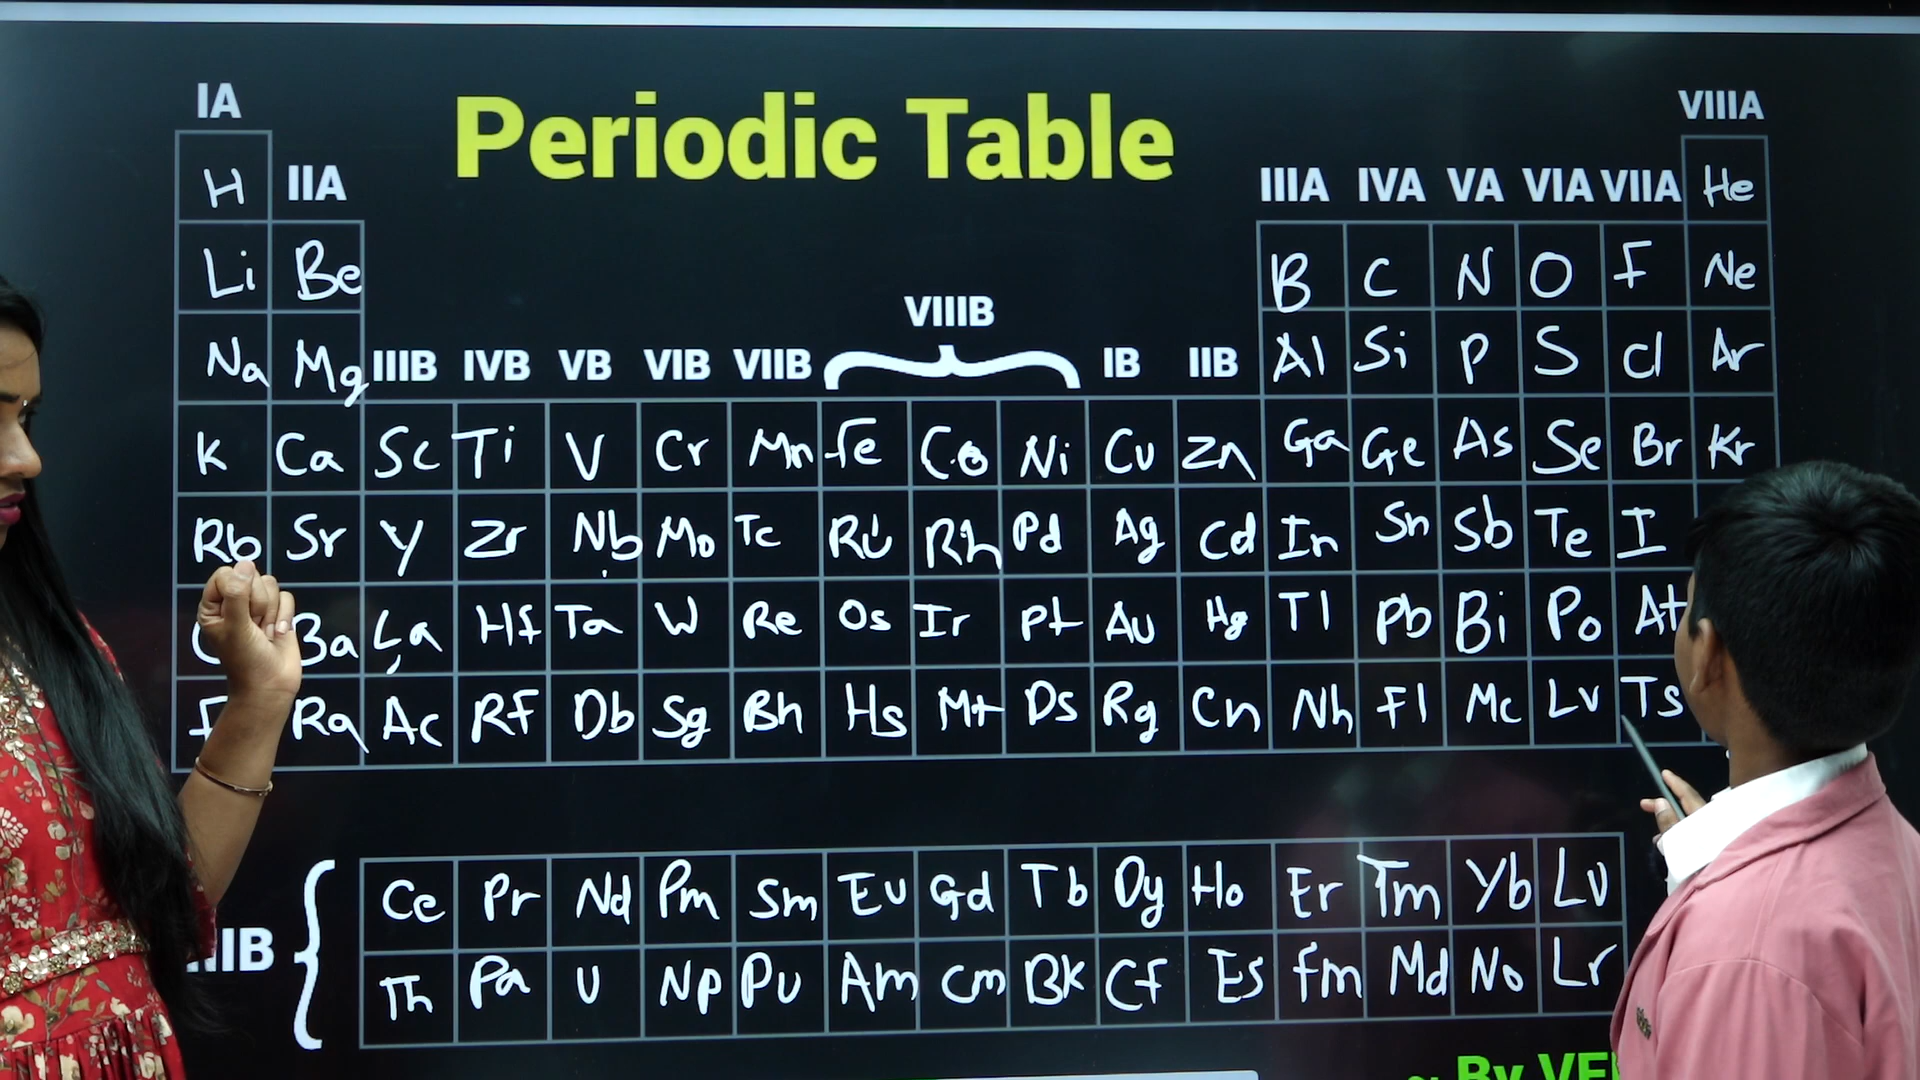 IA
Periodic Table
VIIIA
H IIA IIIA IVA VA VIA VIIA He
Li Be B C N O F Ne
VIIIB
Na Mg IIIB IVB VB VIB VIIB IB IIB Al Si P S Cl Ar
K Ca Sc Ti V Cr Mn Fe Co Ni Cu Zn Ga Ge As Se Br Kr
Rb Sr Y Zr Nb Mo Tc Ru Rh Pd Ag Cd In Sn Sb Te I
Ba La Hf Ta W Re Os Ir Pt Au Hg Tl Pb Bi Po At
Ra Ac Rf Db Sg Bh Hs Mt Ds Rg Cn Nh Fl Mc Lv Ts
Ce Pr Nd Pm Sm Eu Gd Tb Dy Ho Er Tm Yb Lu
IIIB
Th Pa U Np Pu Am Cm Bk Cf Es Fm Md No Lr
~ By